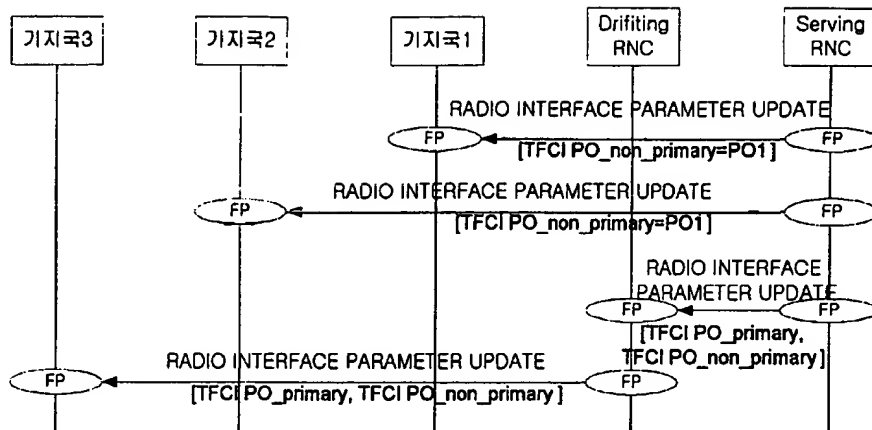 기지국3
기지국2
기지국1
Drifiting
RNC
Serving
RNC
RADIO INTERFACE PARAMETER UPDATE
FP
FP
[TFCI PO_non_primary=PO1]
RADIO INTERFACE PARAMETER UPDATE
FP
FP
[TFCI PO_non_primary=PO1]
RADIO INTERFACE
PARAMETER UPDATE
FP
FP
[TFCI PO_primary,
TFCI PO_non_primary]
RADIO INTERFACE PARAMETER UPDATE
FP
FP
[TFCI PO_primary, TFCI PO_non_primary]